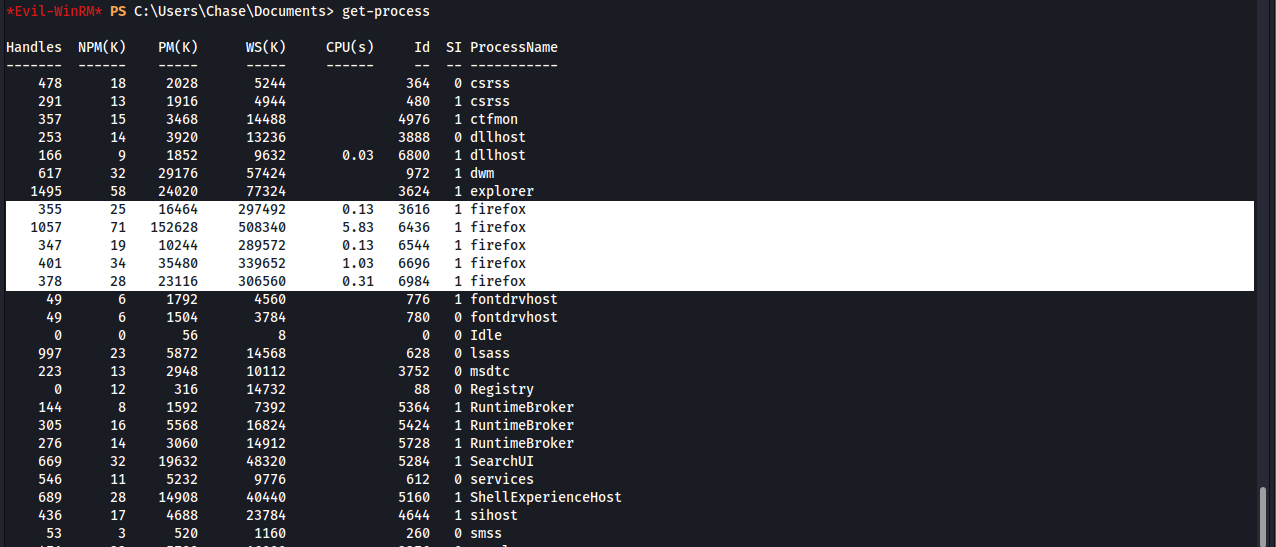 *Evil-WinRM* PS C:\Users\Chase\Documents> get-process
Handles  NPM(K)    PM(K)      WS(K)     CPU(s)     Id  SI ProcessName
-------  ------    -----      -----     ------     --  -- -----------
    478      18     2028       5244               364   0 csrss
    291      13     1916       4944               480   1 csrss
    357      15     3468      14488              4976   1 ctfmon
    253      14     3920      13236              3888   0 dllhost
    166       9     1852       9632       0.03   6800   1 dllhost
    617      32    29176      57424               972   1 dwm
   1495      58    24020      77324              3624   1 explorer
    355      25    16464     297492       0.13   3616   1 firefox
   1057      71   152628     508340       5.83   6436   1 firefox
    347      19    10244     289572       0.13   6544   1 firefox
    401      34    35480     339652       1.03   6696   1 firefox
    378      28    23116     306560       0.31   6984   1 firefox
     49       6     1792       4560               776   1 fontdrvhost
     49       6     1504       3784               780   0 fontdrvhost
      0       0       56          8                 0   0 Idle
    997      23     5872      14568               628   0 lsass
    223      13     2948      10112              3752   0 msdtc
      0      12      316      14732                88   0 Registry
    144       8     1592       7392              5364   1 RuntimeBroker
    305      16     5568      16824              5424   1 RuntimeBroker
    276      14     3060      14912              5728   1 RuntimeBroker
    669      32    19632      48320              5284   1 SearchUI
    546      11     5232       9776               612   0 services
    689      28    14908      40440              5160   1 ShellExperienceHost
    436      17     4688      23784              4644   1 sihost
     53       3      520       1160               260   0 smss